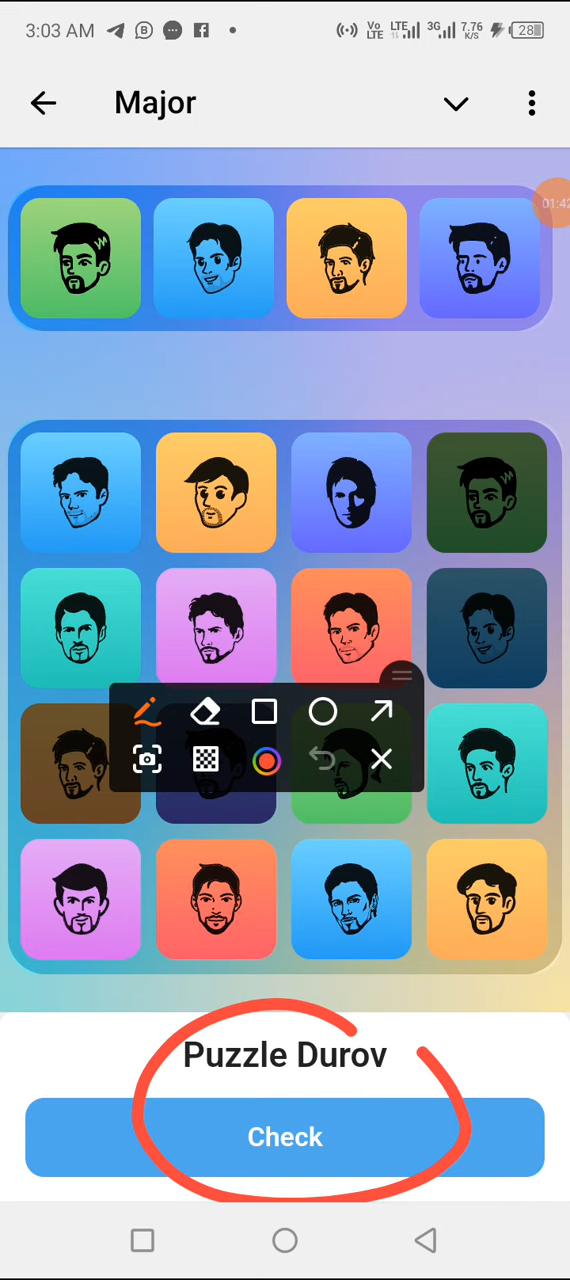 3:03 AM
Vo LTE
LTE
3G
7.76 K/S
28
Major
01:42
Puzzle Durov
Check